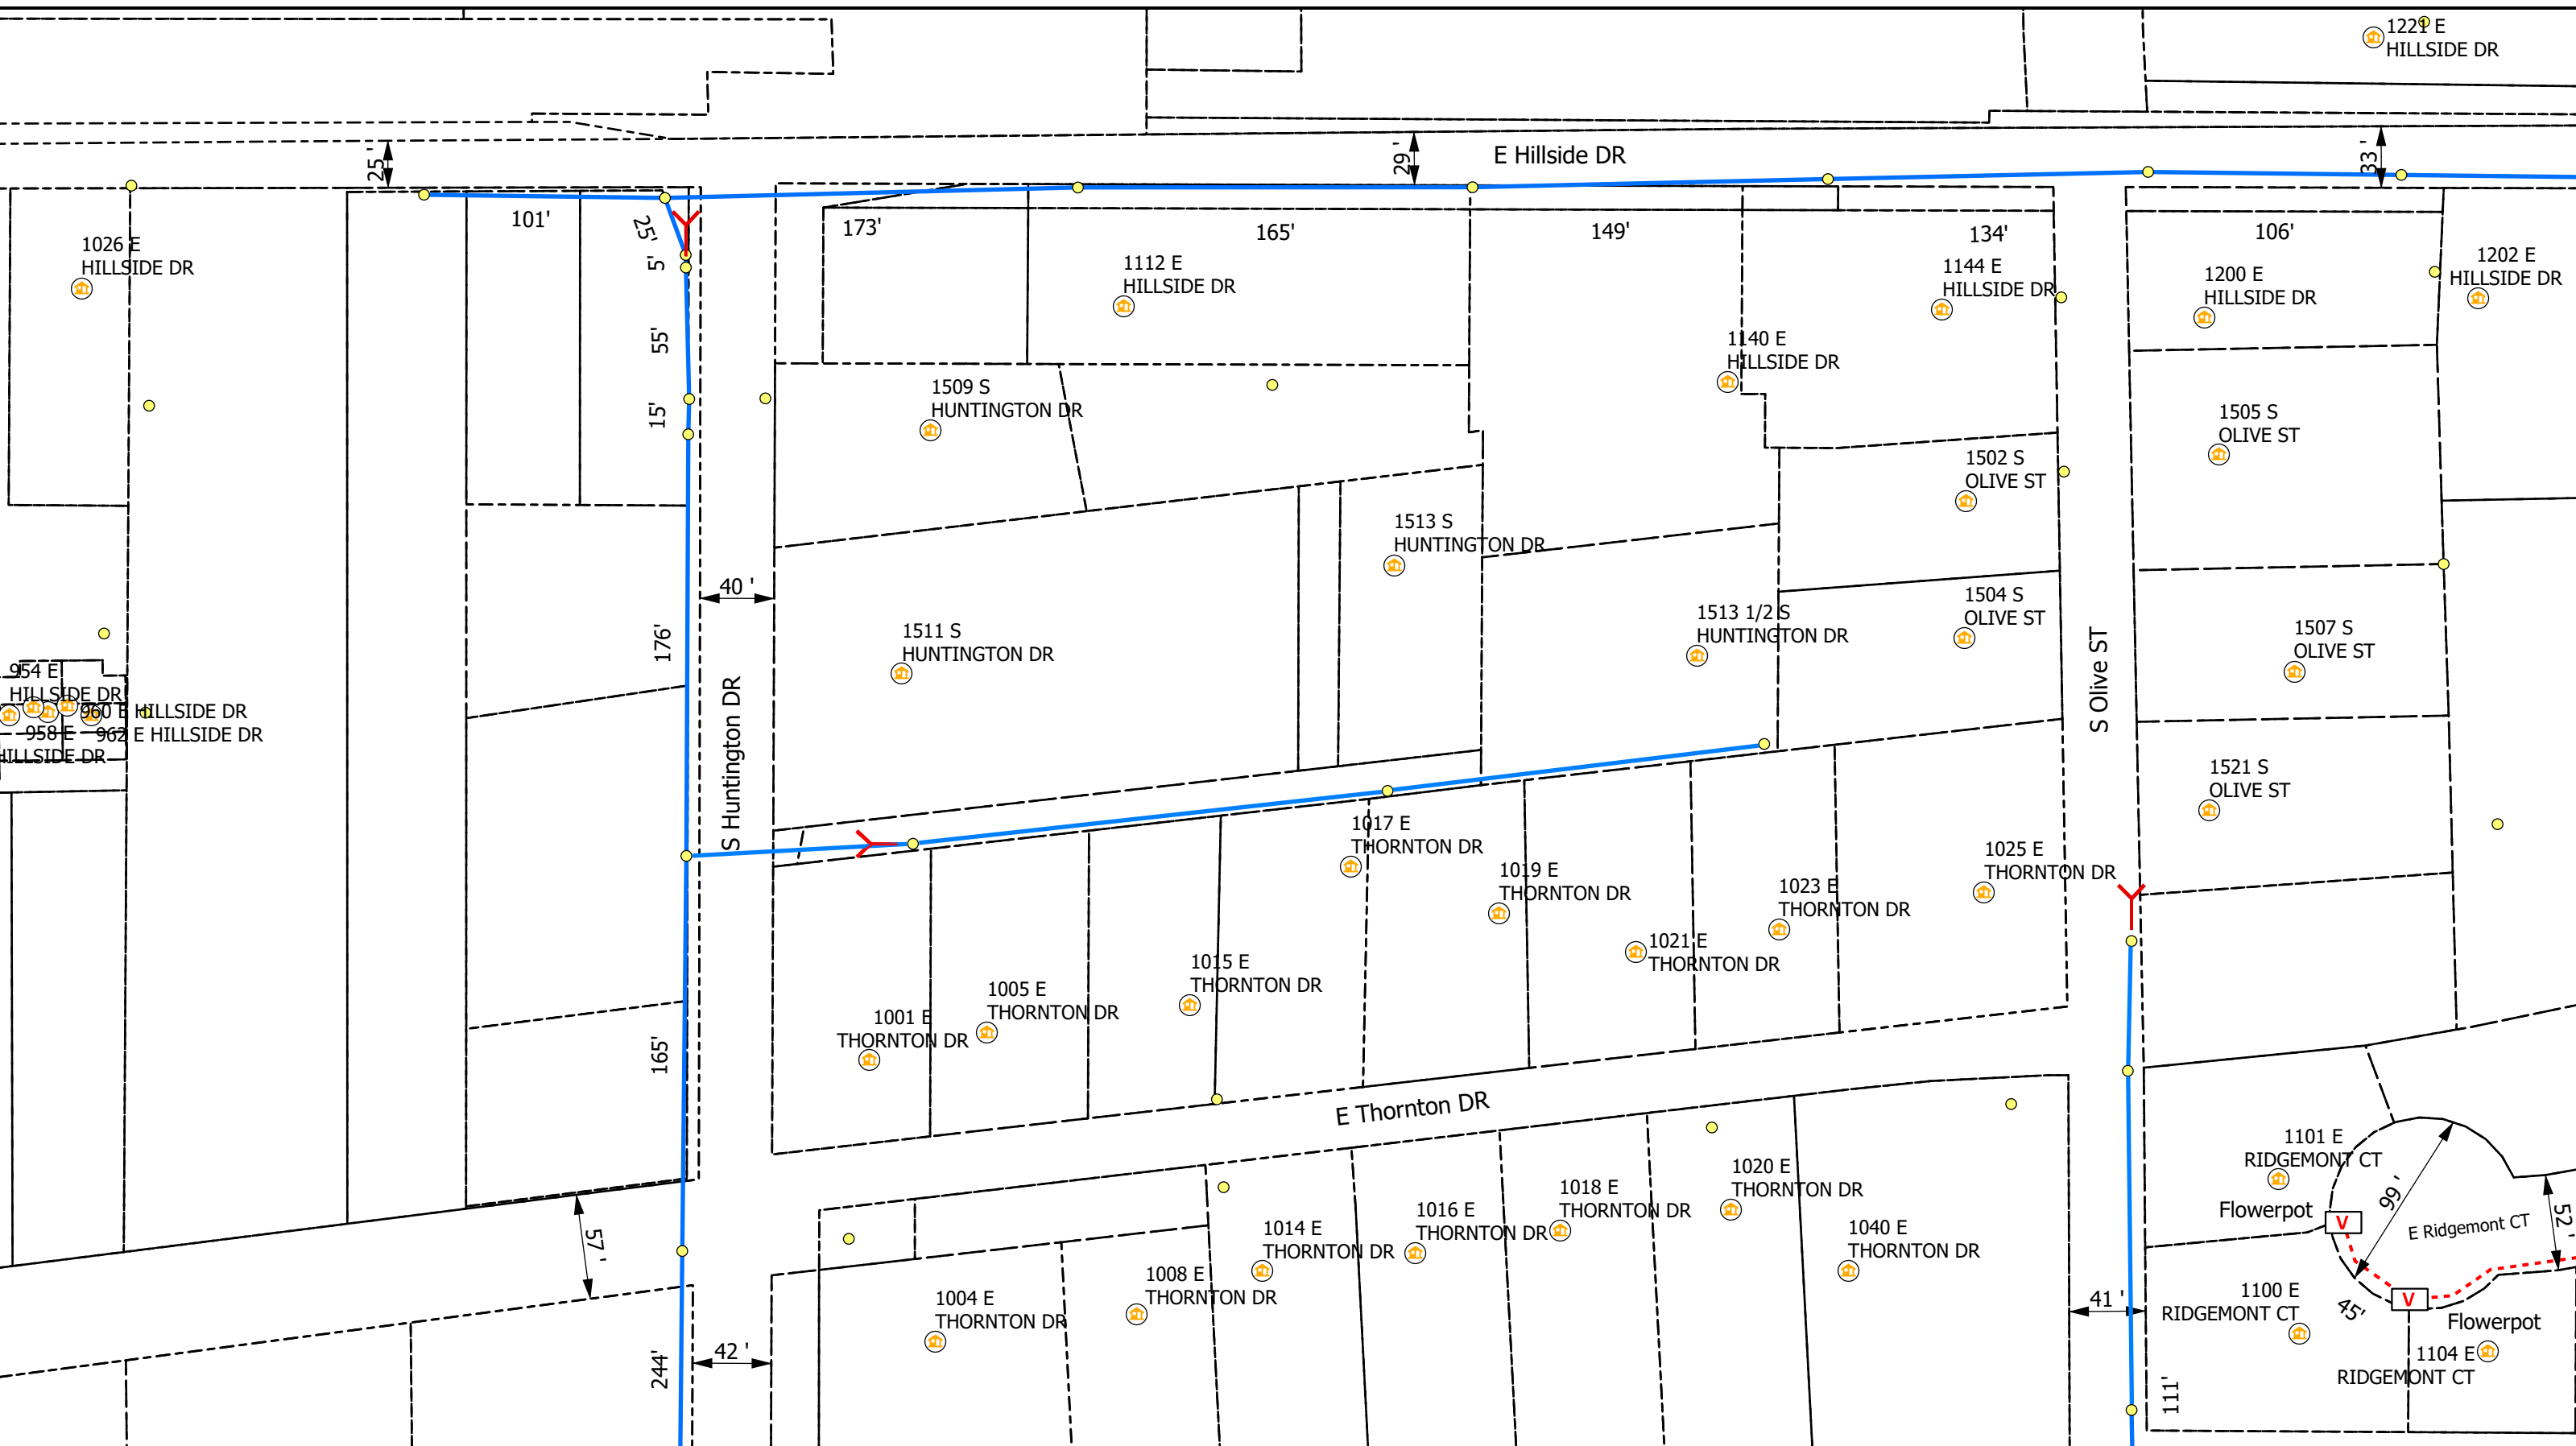 1221 E
HILLSIDE DR
E Hillside DR
25 '
29 '
33 '
101'
25'
173'
165'
149'
134'
106'
1026 E
HILLSIDE DR
5'
1112 E
HILLSIDE DR
1144 E
HILLSIDE DR
1200 E
HILLSIDE DR
1202 E
HILLSIDE DR
55'
1140 E
HILLSIDE DR
15'
1509 S
HUNTINGTON DR
1505 S
OLIVE ST
1502 S
OLIVE ST
1513 S
HUNTINGTON DR
40 '
1504 S
OLIVE ST
1513 1/2 S
HUNTINGTON DR
176'
1511 S
HUNTINGTON DR
1507 S
OLIVE ST
S Olive ST
954 E
HILLSIDE DR
960 E HILLSIDE DR
958 E
HILLSIDE DR
962 E HILLSIDE DR
S Huntington DR
1521 S
OLIVE ST
1017 E
THORNTON DR
1019 E
THORNTON DR
1025 E
THORNTON DR
1023 E
THORNTON DR
1021 E
THORNTON DR
1015 E
THORNTON DR
1005 E
THORNTON DR
1001 E
THORNTON DR
165'
E Thornton DR
1101 E
RIDGEMONT CT
Flowerpot
V
99 '
E Ridgemont CT
52 '
57 '
1020 E
THORNTON DR
1018 E
THORNTON DR
1016 E
THORNTON DR
1014 E
THORNTON DR
1040 E
THORNTON DR
1008 E
THORNTON DR
1004 E
THORNTON DR
41 '
1100 E
RIDGEMONT CT
45'
V
Flowerpot
1104 E
RIDGEMONT CT
244'
42 '
111'